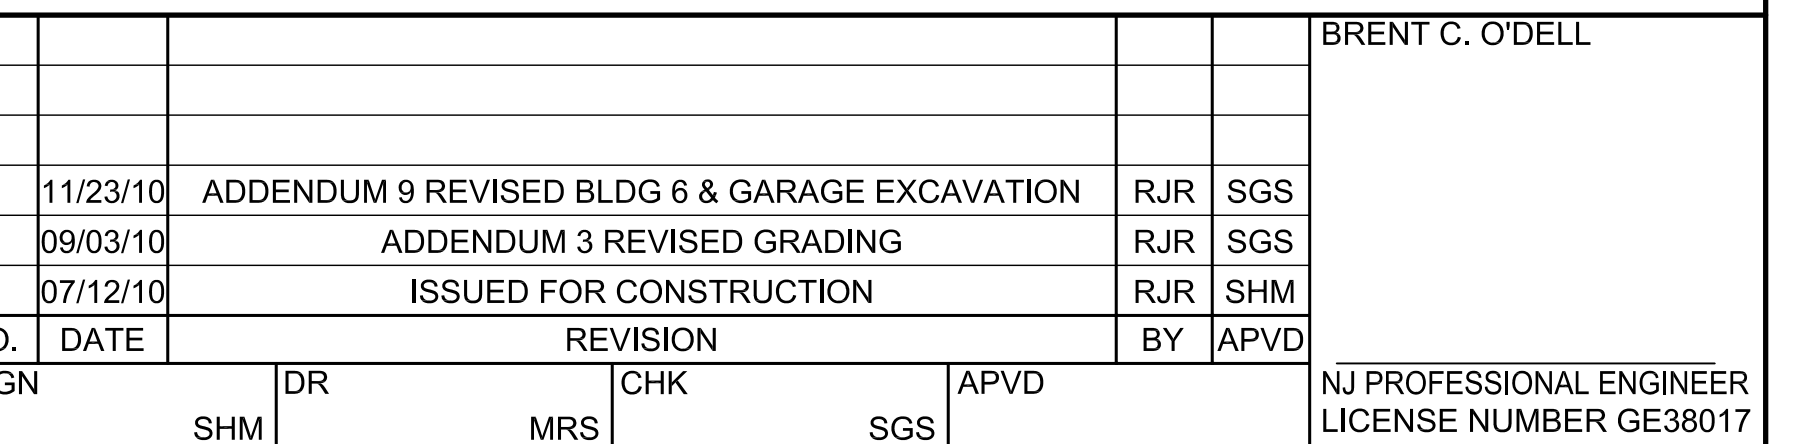 BRENT C. O'DELL
11/23/10 ADDENDUM 9 REVISED BLDG 6 & GARAGE EXCAVATION RJR SGS
09/03/10 ADDENDUM 3 REVISED GRADING RJR SGS
07/12/10 ISSUED FOR CONSTRUCTION RJR SHM
DATE REVISION BY APVD
DR CHK APVD
SHM MRS SGS
NJ PROFESSIONAL ENGINEER
LICENSE NUMBER GE38017